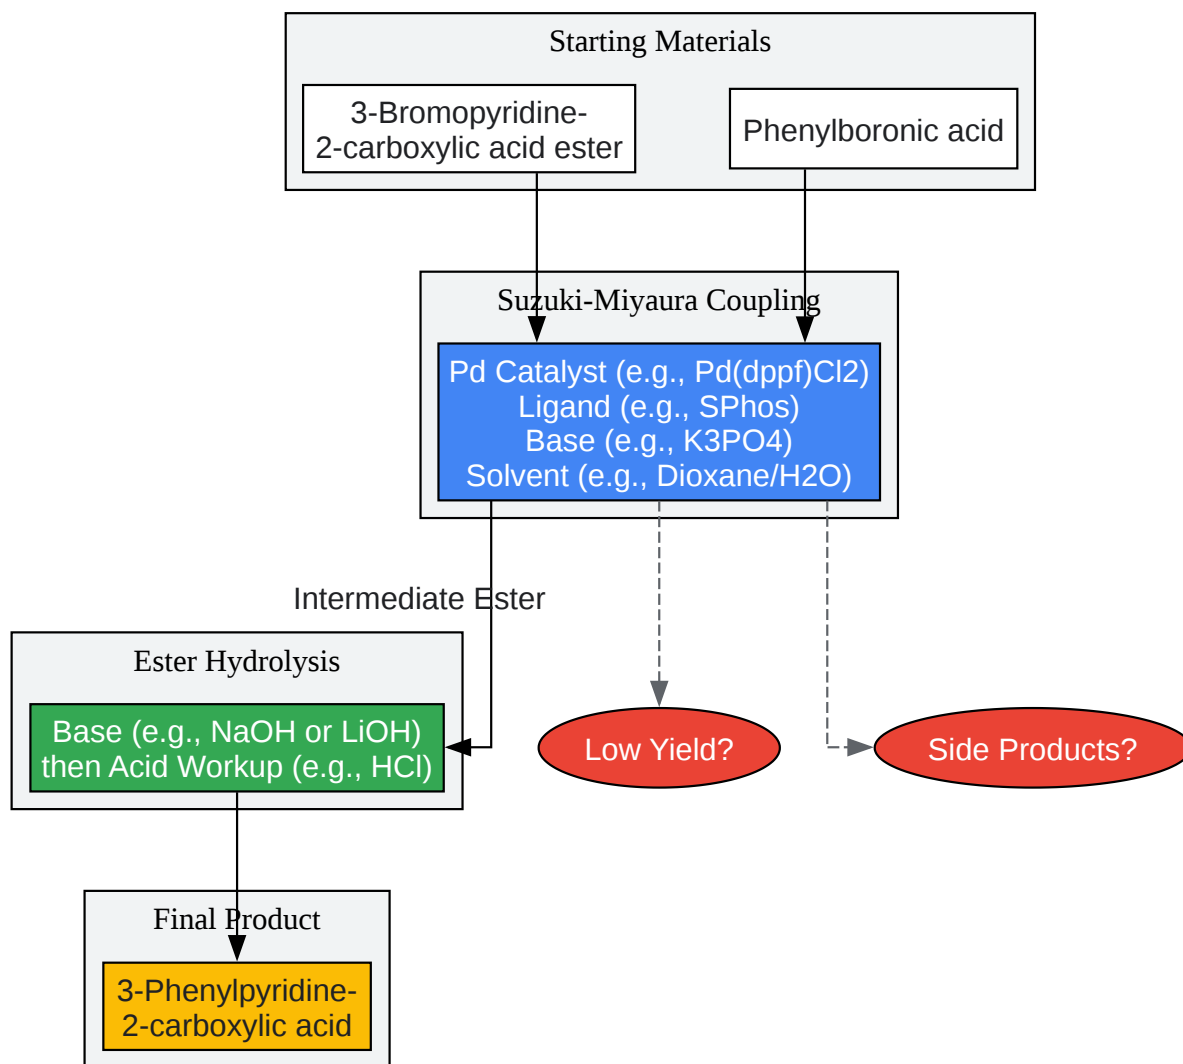 Starting Materials
3-Bromopyridine-
2-carboxylic acid ester
Phenylboronic acid
Suzuki-Miyaura Coupling
Pd Catalyst (e.g., Pd(dppf)Cl2)
Ligand (e.g., SPhos)
Base (e.g., K3PO4)
Solvent (e.g., Dioxane/H2O)
Intermediate Ester
Ester Hydrolysis
Base (e.g., NaOH or LiOH)
then Acid Workup (e.g., HCl)
Low Yield?
Side Products?
Final Product
3-Phenylpyridine-
2-carboxylic acid